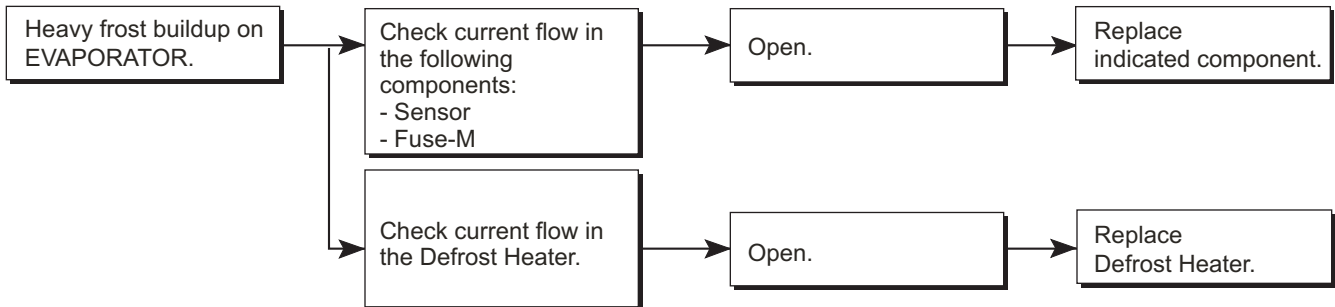 Heavy frost buildup on
EVAPORATOR.
Check current flow in
the following
components:
- Sensor
- Fuse-M
Open.
Replace
indicated component.
Check current flow in
the Defrost Heater.
Open.
Replace
Defrost Heater.